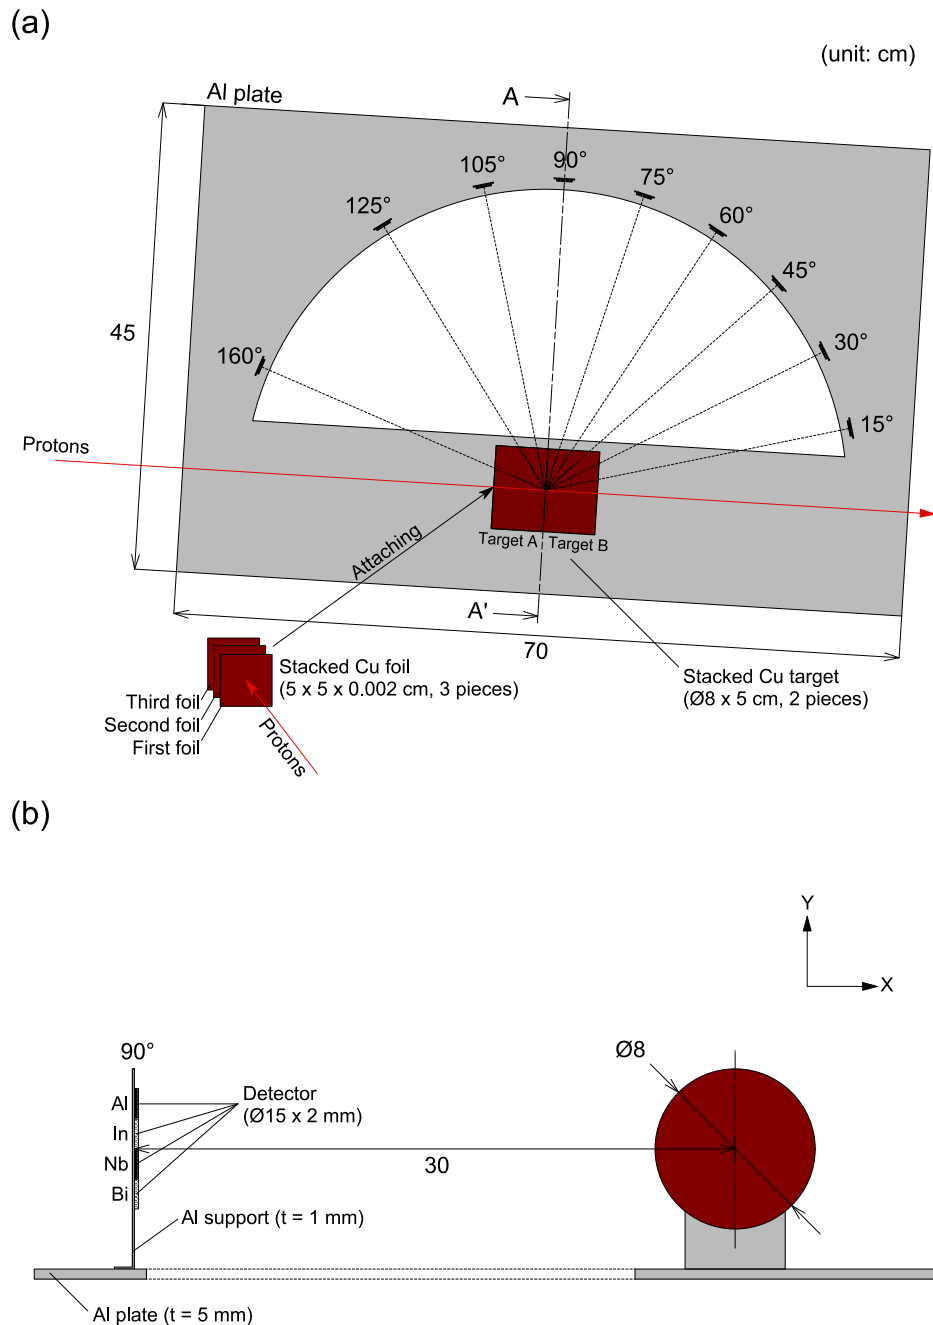 (a)
(unit: cm)
Al plate
A
105°
90°
75°
125°
60°
45°
45
30°
160°
15°
Protons
Target A
Target B
Attaching
A'
70
Stacked Cu foil
(5 x 5 x 0.002 cm, 3 pieces)
Stacked Cu target
(Ø8 x 5 cm, 2 pieces)
Third foil
Second foil
First foil
Protons
(b)
Y
X
90°
Ø8
Detector
(Ø15 x 2 mm)
Al
In
Nb
Bi
30
Al support (t = 1 mm)
Al plate (t = 5 mm)